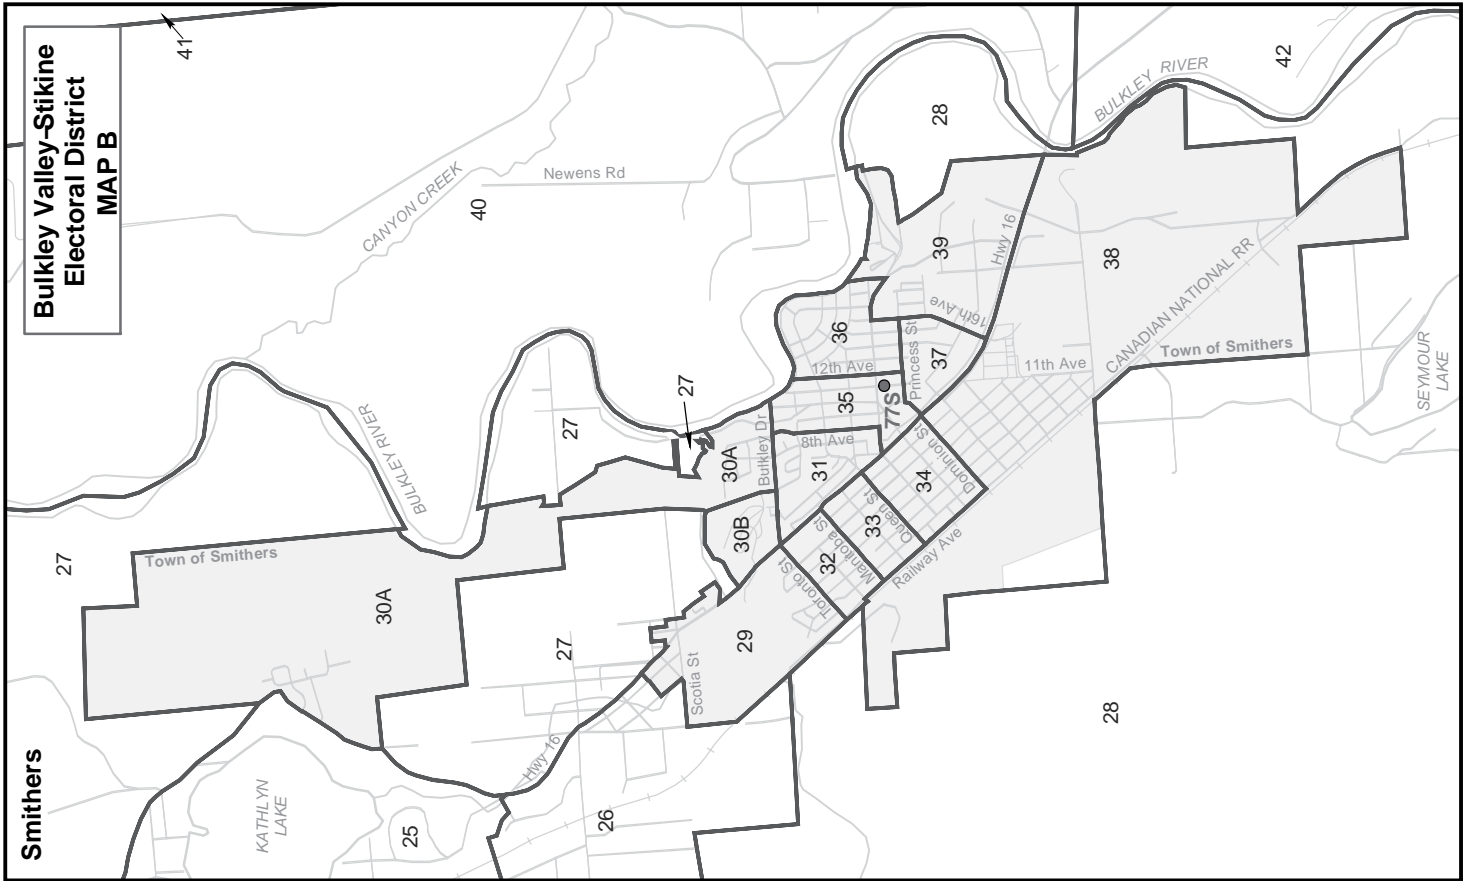 Bulkley Valley–Stikine
Electoral District
MAP B
Smithers
41
42
28
BULKLEY RIVER
CANYON CREEK
Newens Rd
40
39
Hwy 16
38
16th Ave
36
Princess St
37
12th Ave
11th Ave
CANADIAN NATIONAL RR
Town of Smithers
SEYMOUR
LAKE
27
35
77S
Bulkley Dr
8th Ave
30A
31
Dominion St
34
27
BULKLEY RIVER
30B
Queen St
33
Manitoba St
32
Toronto St
Railway Ave
27
Town of Smithers
30A
27
29
Scotia St
28
Hwy 16
KATHLYN
LAKE
25
26